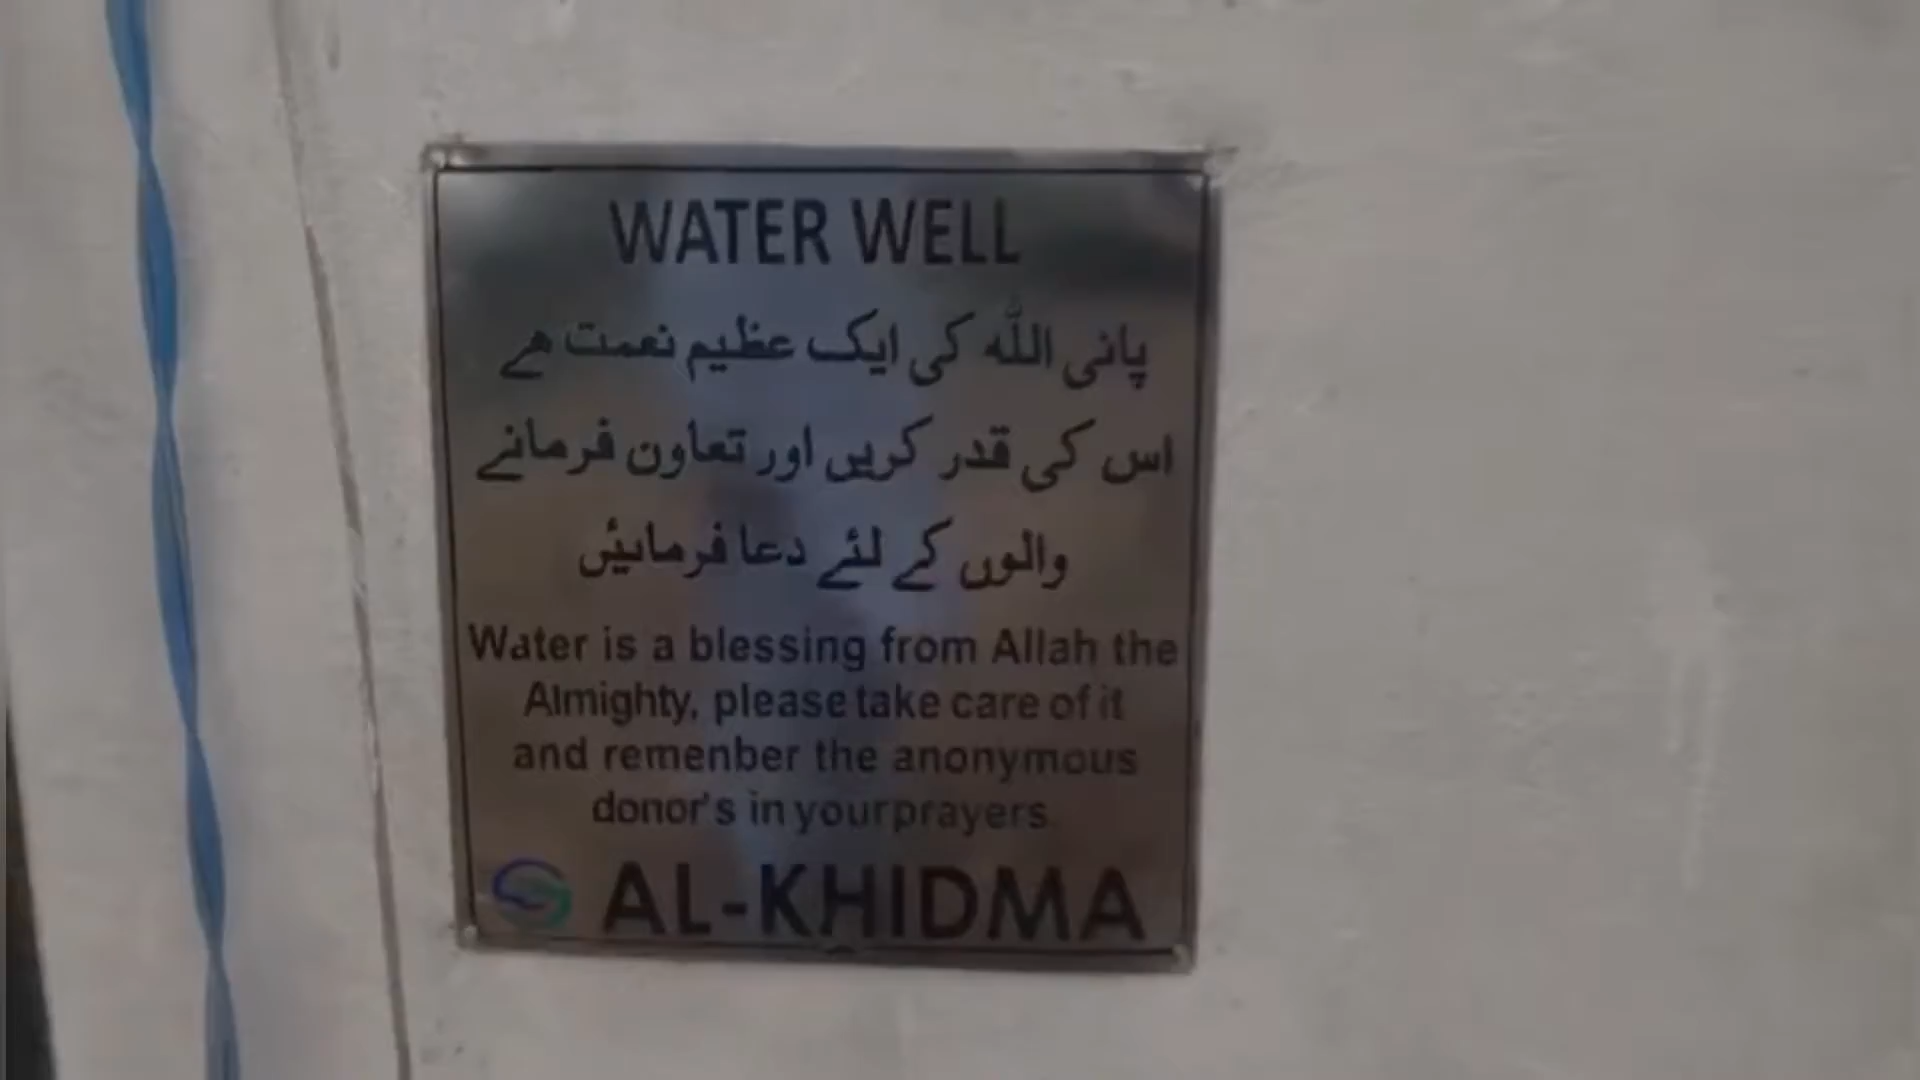 WATER WELL
پانی اللّٰہ کی ایک عظیم نعمت ہے
اس کی قدر کریں اور تعاون فرمانے
والوں کے لئے دعا فرمائیں
Water is a blessing from Allah the
Almighty, please take care of it
and remenber the anonymous
donor's in your prayers
AL-KHIDMA